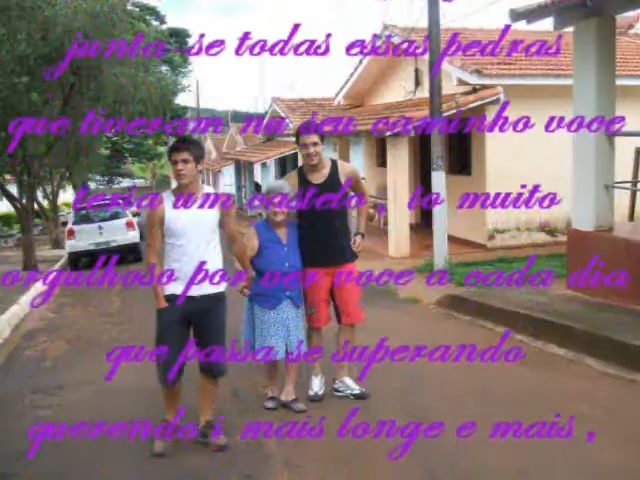 junta-se todas essas pedras
que tiveram no seu caminho voce
teria um castelo , to muito
orgulhoso por ver voce a cada dia
que passa se superando
querendo i mais longe e mais ,